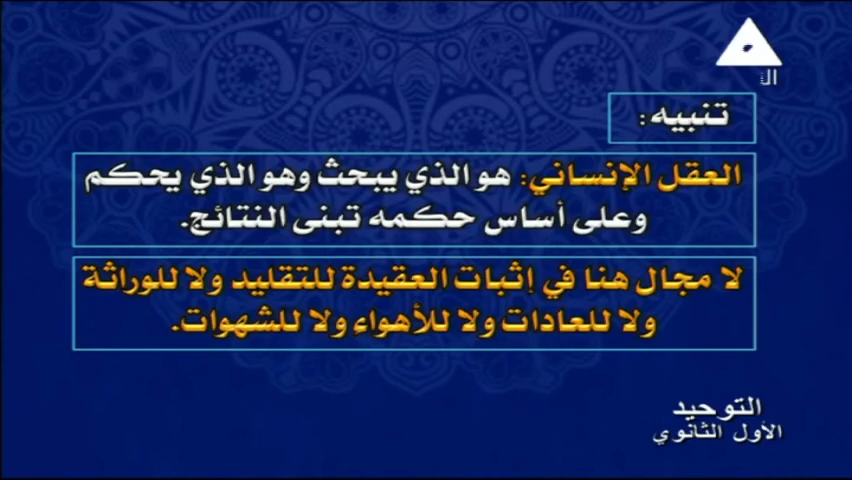 تنبيه:
العقل الإنساني: هو الذي يبحث وهو الذي يحكم
وعلى أساس حكمه تبنى النتائج.
لا مجال هنا في إثبات العقيدة للتقليد ولا للوراثة
ولا للعادات ولا للأهواء ولا للشهوات.
التوحيد
الأول الثانوي